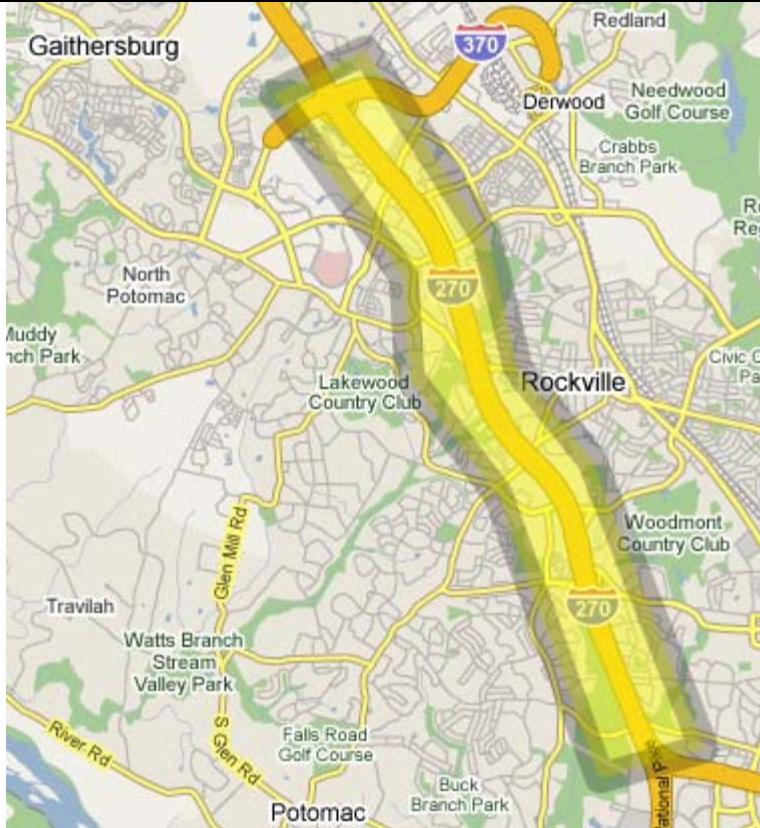 Redland
Gaithersburg
370
Derwood
Needwood
Golf Course
Crabbs
Branch Park
North
Potomac
270
Lakewood
Country Club
Rockville
Woodmont
Country Club
Glen Mill Rd
Travilah
270
Watts Branch
Stream
Valley Park
River Rd
S Glen Rd
Falls Road
Golf Course
Buck
Branch Park
Potomac